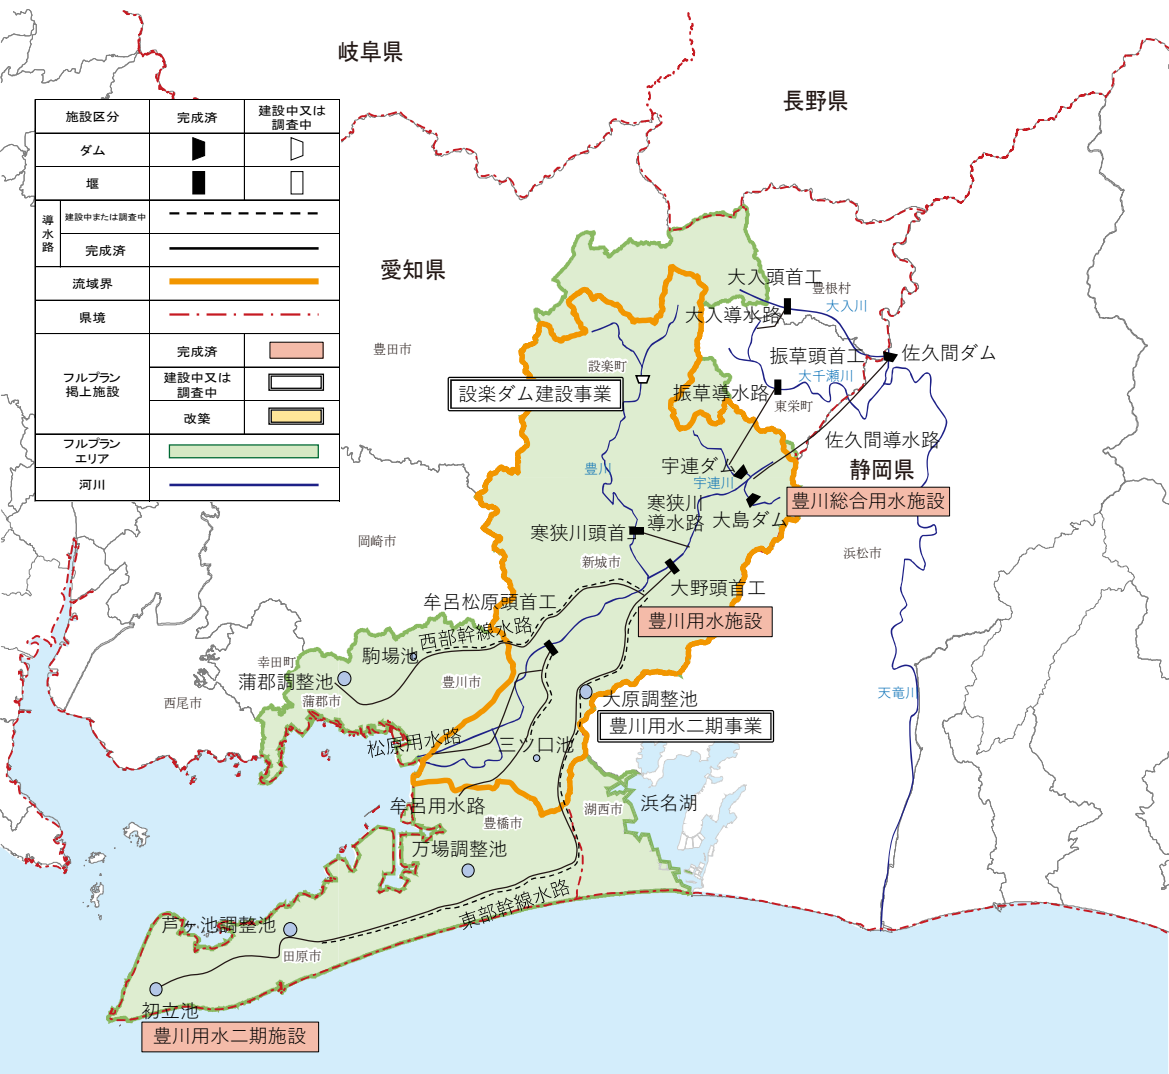 岐阜県
長野県
施設区分
完成済
建設中又は
調査中
ダム
堰
導水路
建設中または調査中
完成済
流域界
県境
フルプラン
掲上施設
完成済
建設中又は
調査中
改築
フルプラン
エリア
河川
愛知県
大入頭首工
豊根村
大入川
大入導水路
豊田市
振草頭首工
佐久間ダム
設楽町
大千瀬川
設楽ダム建設事業
振草導水路
東栄町
佐久間導水路
豊川
宇連ダム
静岡県
宇連川
豊川総合用水施設
寒狭川
導水路
大島ダム
寒狭川頭首工
岡崎市
浜松市
新城市
大野頭首工
牟呂松原頭首工
豊川用水施設
西部幹線水路
駒場池
幸田町
蒲郡調整池
豊川市
西尾市
蒲郡市
大原調整池
天竜川
豊川用水二期事業
松原用水路
三ツ口池
牟呂用水路
湖西市
浜名湖
豊橋市
万場調整池
東部幹線水路
芦ヶ池調整池
田原市
初立池
豊川用水二期施設